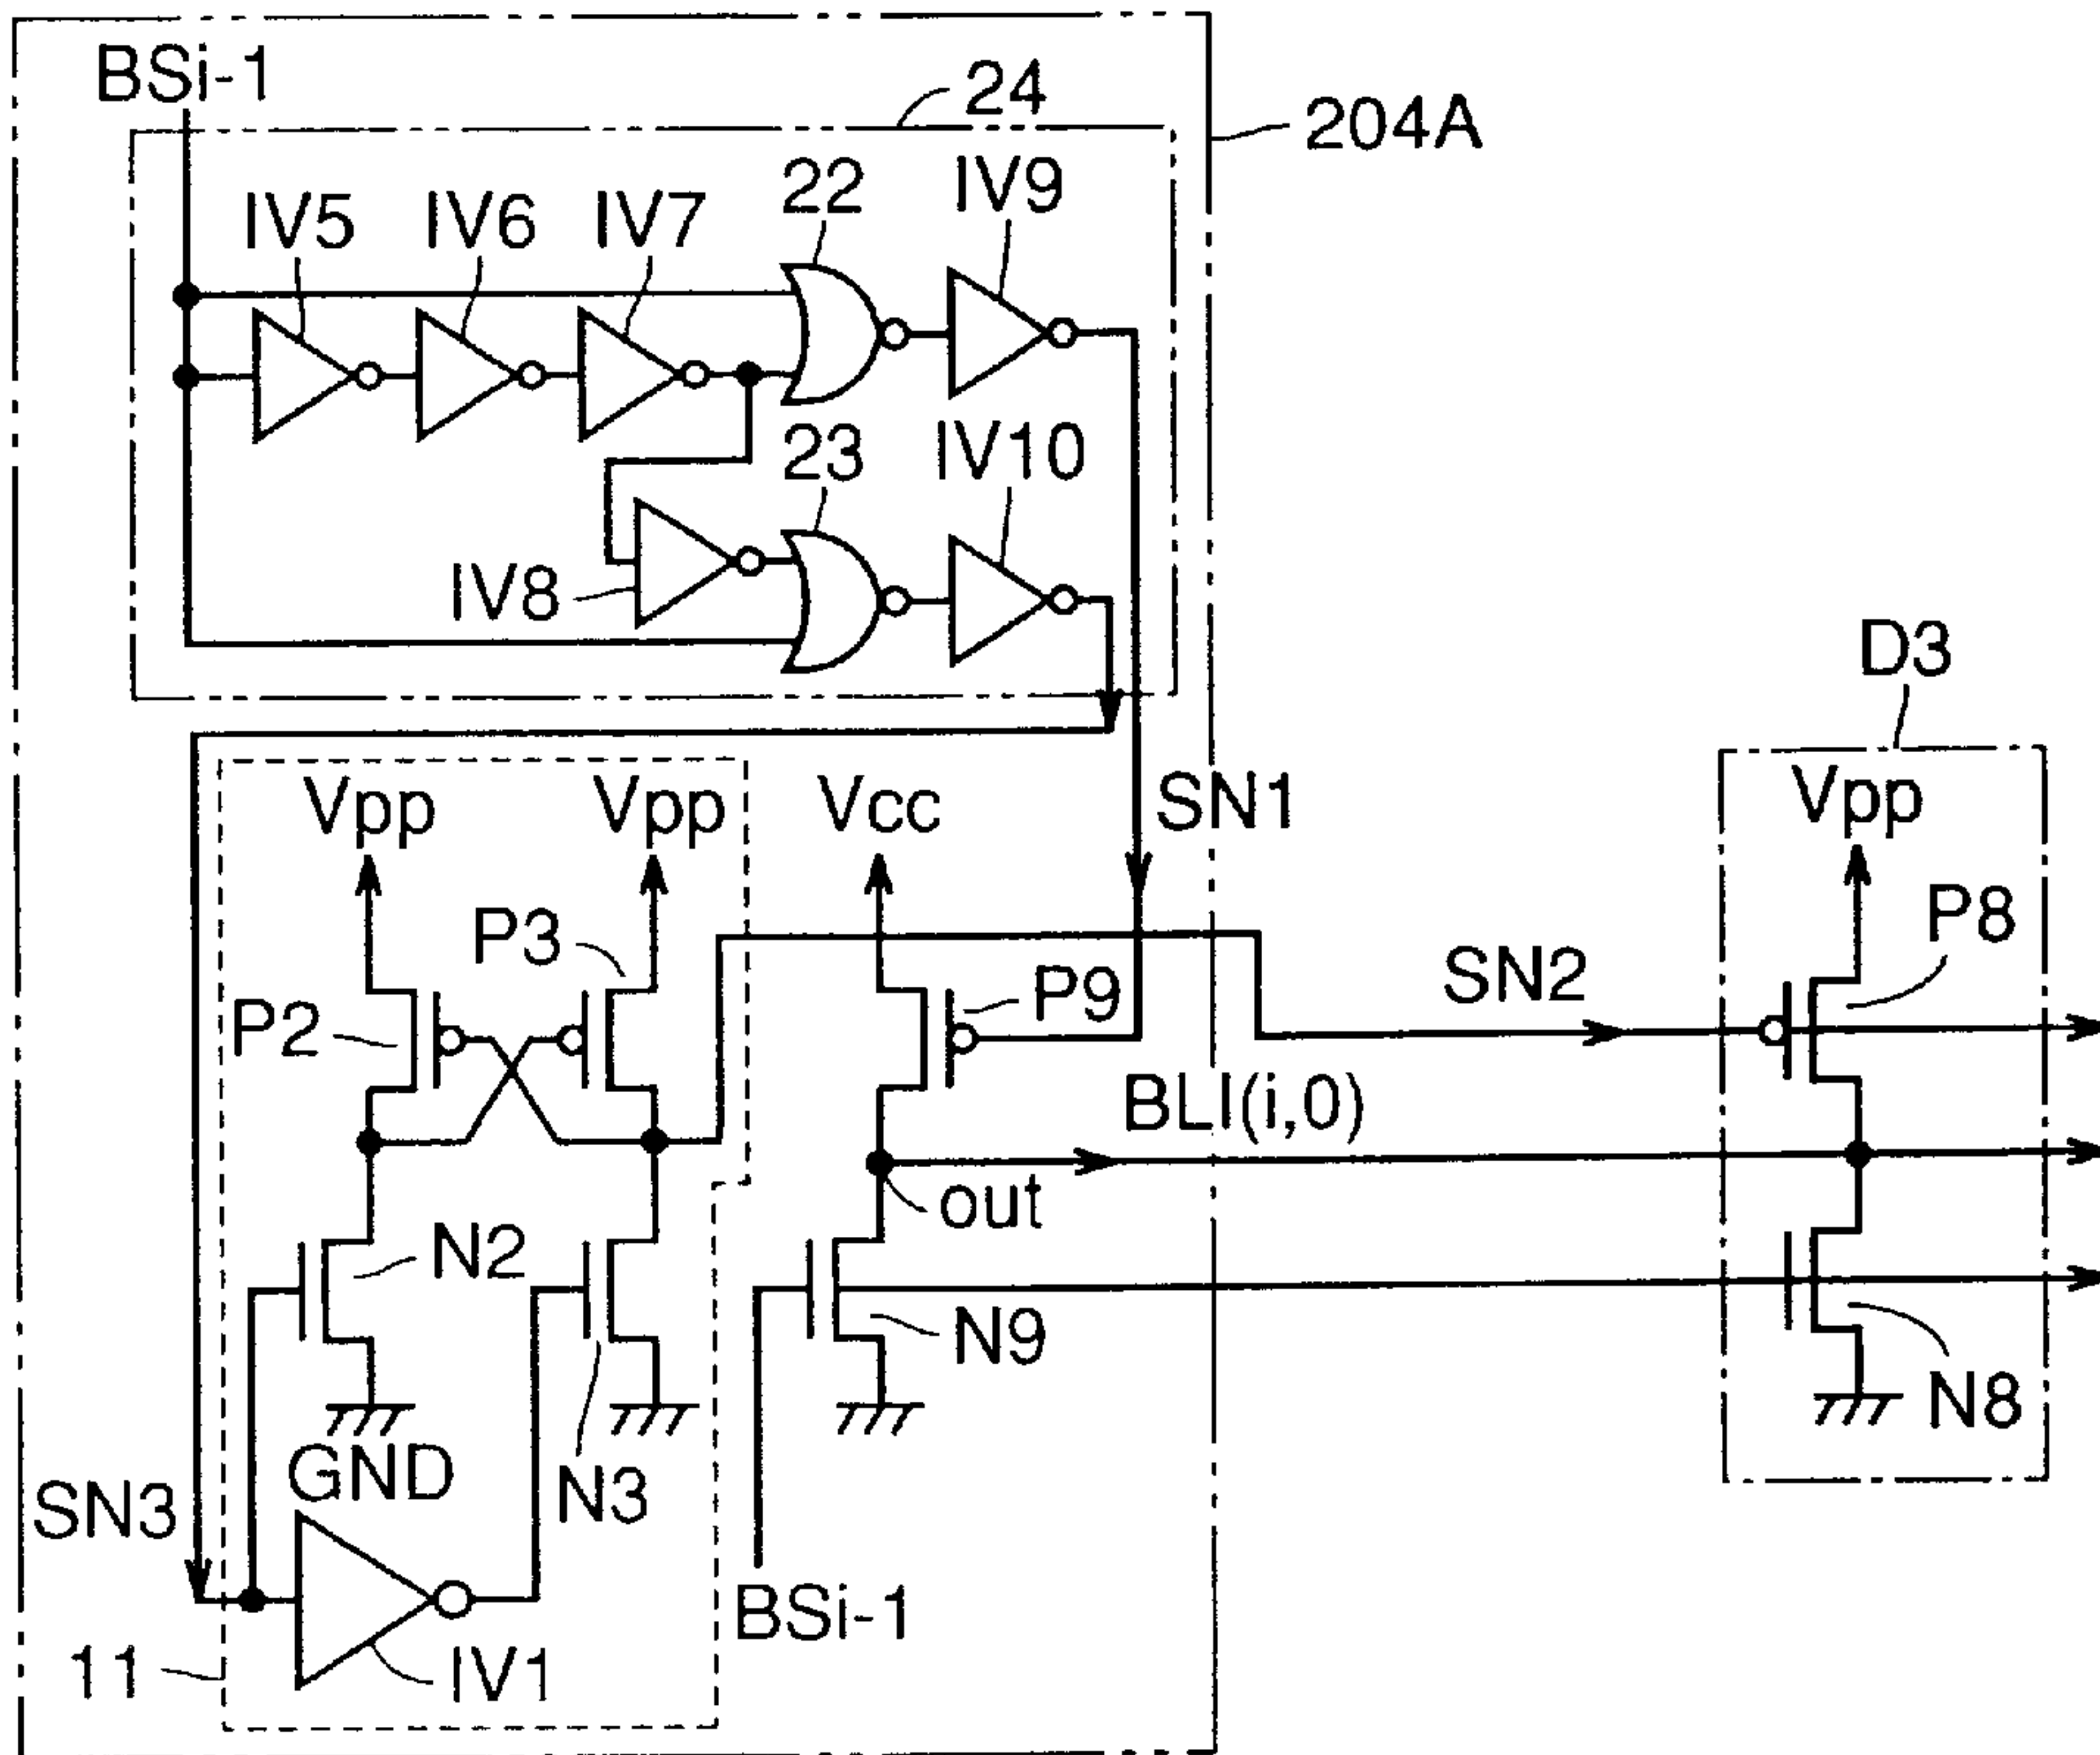 BSi-1
24
204A
22
IV9
IV5
IV6
IV7
23
IV10
IV8
D3
Vpp
Vpp
Vcc
SN1
Vpp
P3
P8
P2
P9
SN2
BLI(i,0)
out
N2
N9
N8
GND
N3
SN3
BSi-1
11
IV1